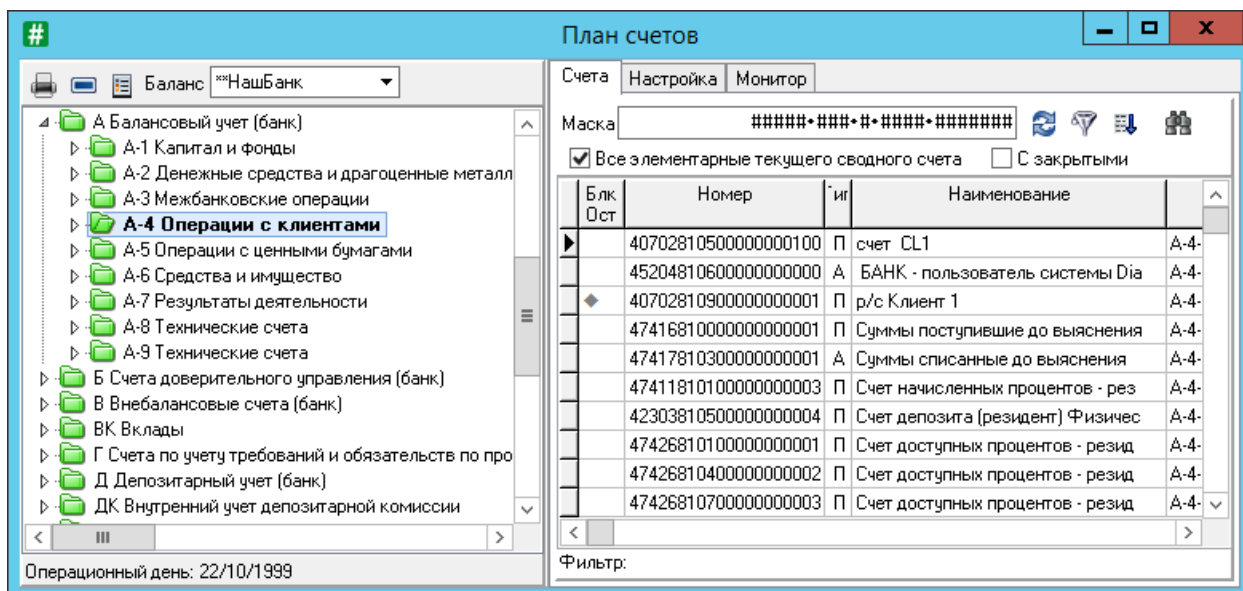 План счетов
Баланс **НашБанк
А Балансовый учет (банк)
А-1 Капитал и фонды
А-2 Денежные средства и драгоценные металл
А-3 Межбанковские операции
А-4 Операции с клиентами
А-5 Операции с ценными бумагами
А-6 Средства и имущество
А-7 Результаты деятельности
А-8 Технические счета
А-9 Технические счета
Б Счета доверительного управления (банк)
В Внебалансовые счета (банк)
ВК Вклады
Г Счета по учету требований и обязательств по про
Д Депозитарный учет (банк)
ДК Внутренний учет депозитарной комиссии
Операционный день: 22/10/1999
Счета Настройка Монитор
Маска #####•###•#•####•#######
Все элементарные текущего сводного счета С закрытыми
Блк Ост Номер Тип Наименование
40702810500000000100 П счет CL1 А-4-
45204810600000000000 А БАНК - пользователь системы Dia А-4-
40702810900000000001 П р/с Клиент 1 А-4-
47416810000000000001 П Суммы поступившие до выяснения А-4-
47417810300000000001 А Суммы списанные до выяснения А-4-
47411810100000000003 П Счет начисленных процентов - рез А-4-
42303810500000000004 П Счет депозита (резидент) Физичес А-4-
47426810100000000001 П Счет доступных процентов - резид А-4-
47426810400000000002 П Счет доступных процентов - резид А-4-
47426810700000000003 П Счет доступных процентов - резид А-4-
Фильтр: